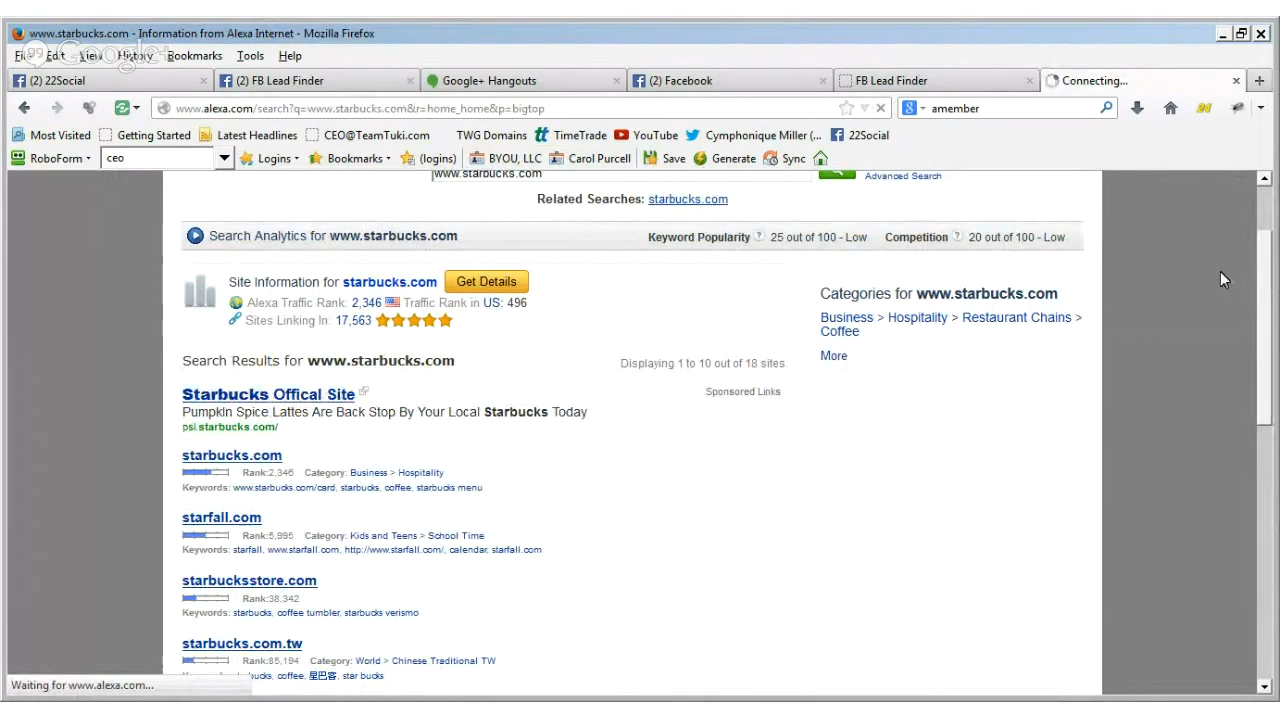 www.starbucks.com - Information from Alexa Internet - Mozilla Firefox
Google+
File Edit View History Bookmarks Tools Help
(2) 22Social
(2) FB Lead Finder
Google+ Hangouts
(2) Facebook
FB Lead Finder
Connecting...
www.alexa.com/search?q=www.starbucks.com&r=home_home&p=bigtop
amember
Most Visited Getting Started Latest Headlines CEO@TeamTuki.com TWG Domains TimeTrade YouTube Cymphonique Miller (... 22Social
RoboForm ceo Logins Bookmarks (logins) BYOU, LLC Carol Purcell Save Generate Sync
www.starbucks.com Advanced Search
Related Searches: starbucks.com
Search Analytics for www.starbucks.com Keyword Popularity ? 25 out of 100 - Low Competition ? 20 out of 100 - Low
Site Information for starbucks.com Get Details
Alexa Traffic Rank: 2,346 Traffic Rank in US: 496
Sites Linking In: 17,563
Categories for www.starbucks.com
Business > Hospitality > Restaurant Chains >
Coffee
More
Search Results for www.starbucks.com Displaying 1 to 10 out of 18 sites.
Starbucks Offical Site Sponsored Links
Pumpkin Spice Lattes Are Back Stop By Your Local Starbucks Today
psl.starbucks.com/
starbucks.com
Rank:2,346 Category: Business > Hospitality
Keywords: www.starbucks.com/card, starbucks, coffee, starbucks menu
starfall.com
Rank:5,995 Category: Kids and Teens > School Time
Keywords: starfall, www.starfall.com, http://www.starfall.com/, calendar, starfall.com
starbucksstore.com
Rank:38,342
Keywords: starbucks, coffee tumbler, starbucks verismo
starbucks.com.tw
Rank:85,194 Category: World > Chinese Traditional TW
coffee, 星巴客, star bucks
Waiting for www.alexa.com...